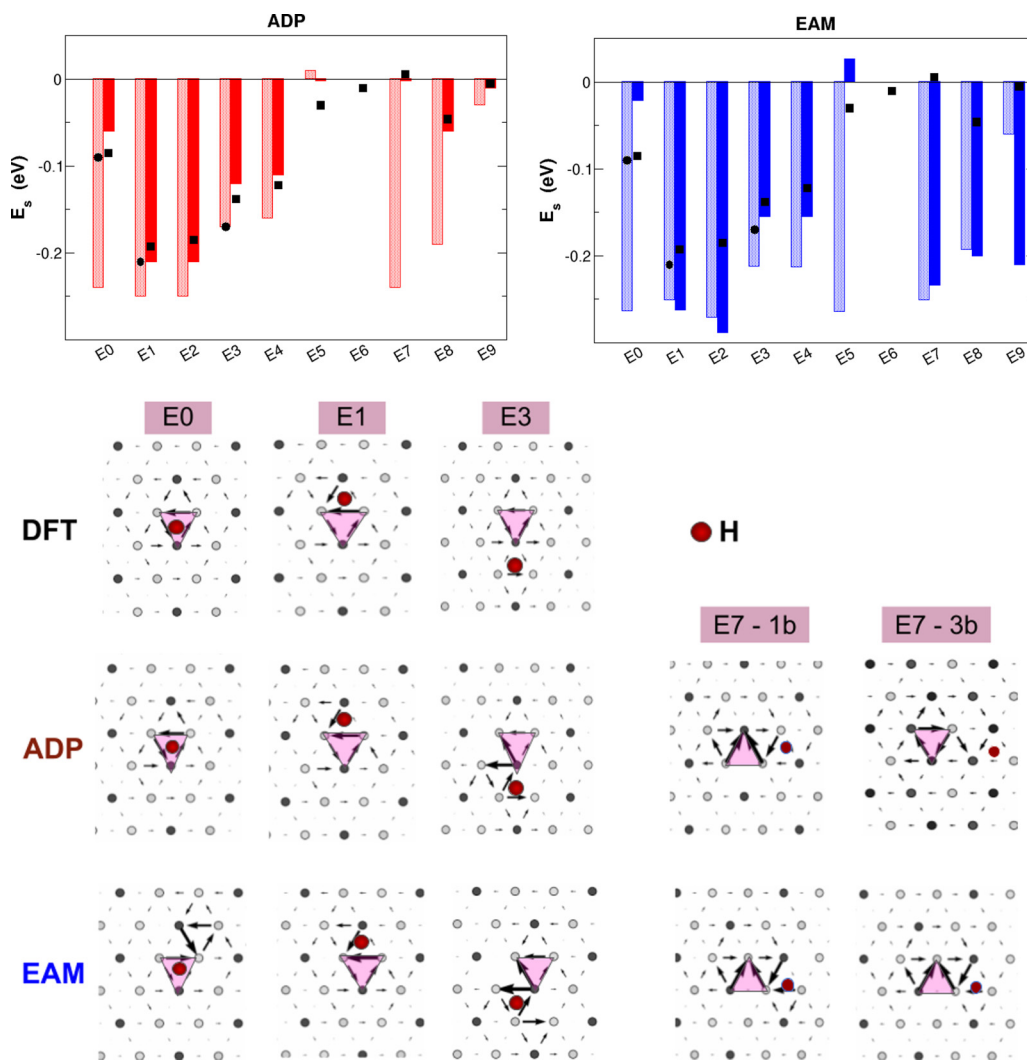 ADP
EAM
0
-0.1
-0.2
E_s (eV)
E0 E1 E2 E3 E4 E5 E6 E7 E8 E9
0
-0.1
-0.2
E_s (eV)
E0 E1 E2 E3 E4 E5 E6 E7 E8 E9
E0 E1 E3
DFT
H
E7 - 1b E7 - 3b
ADP
EAM